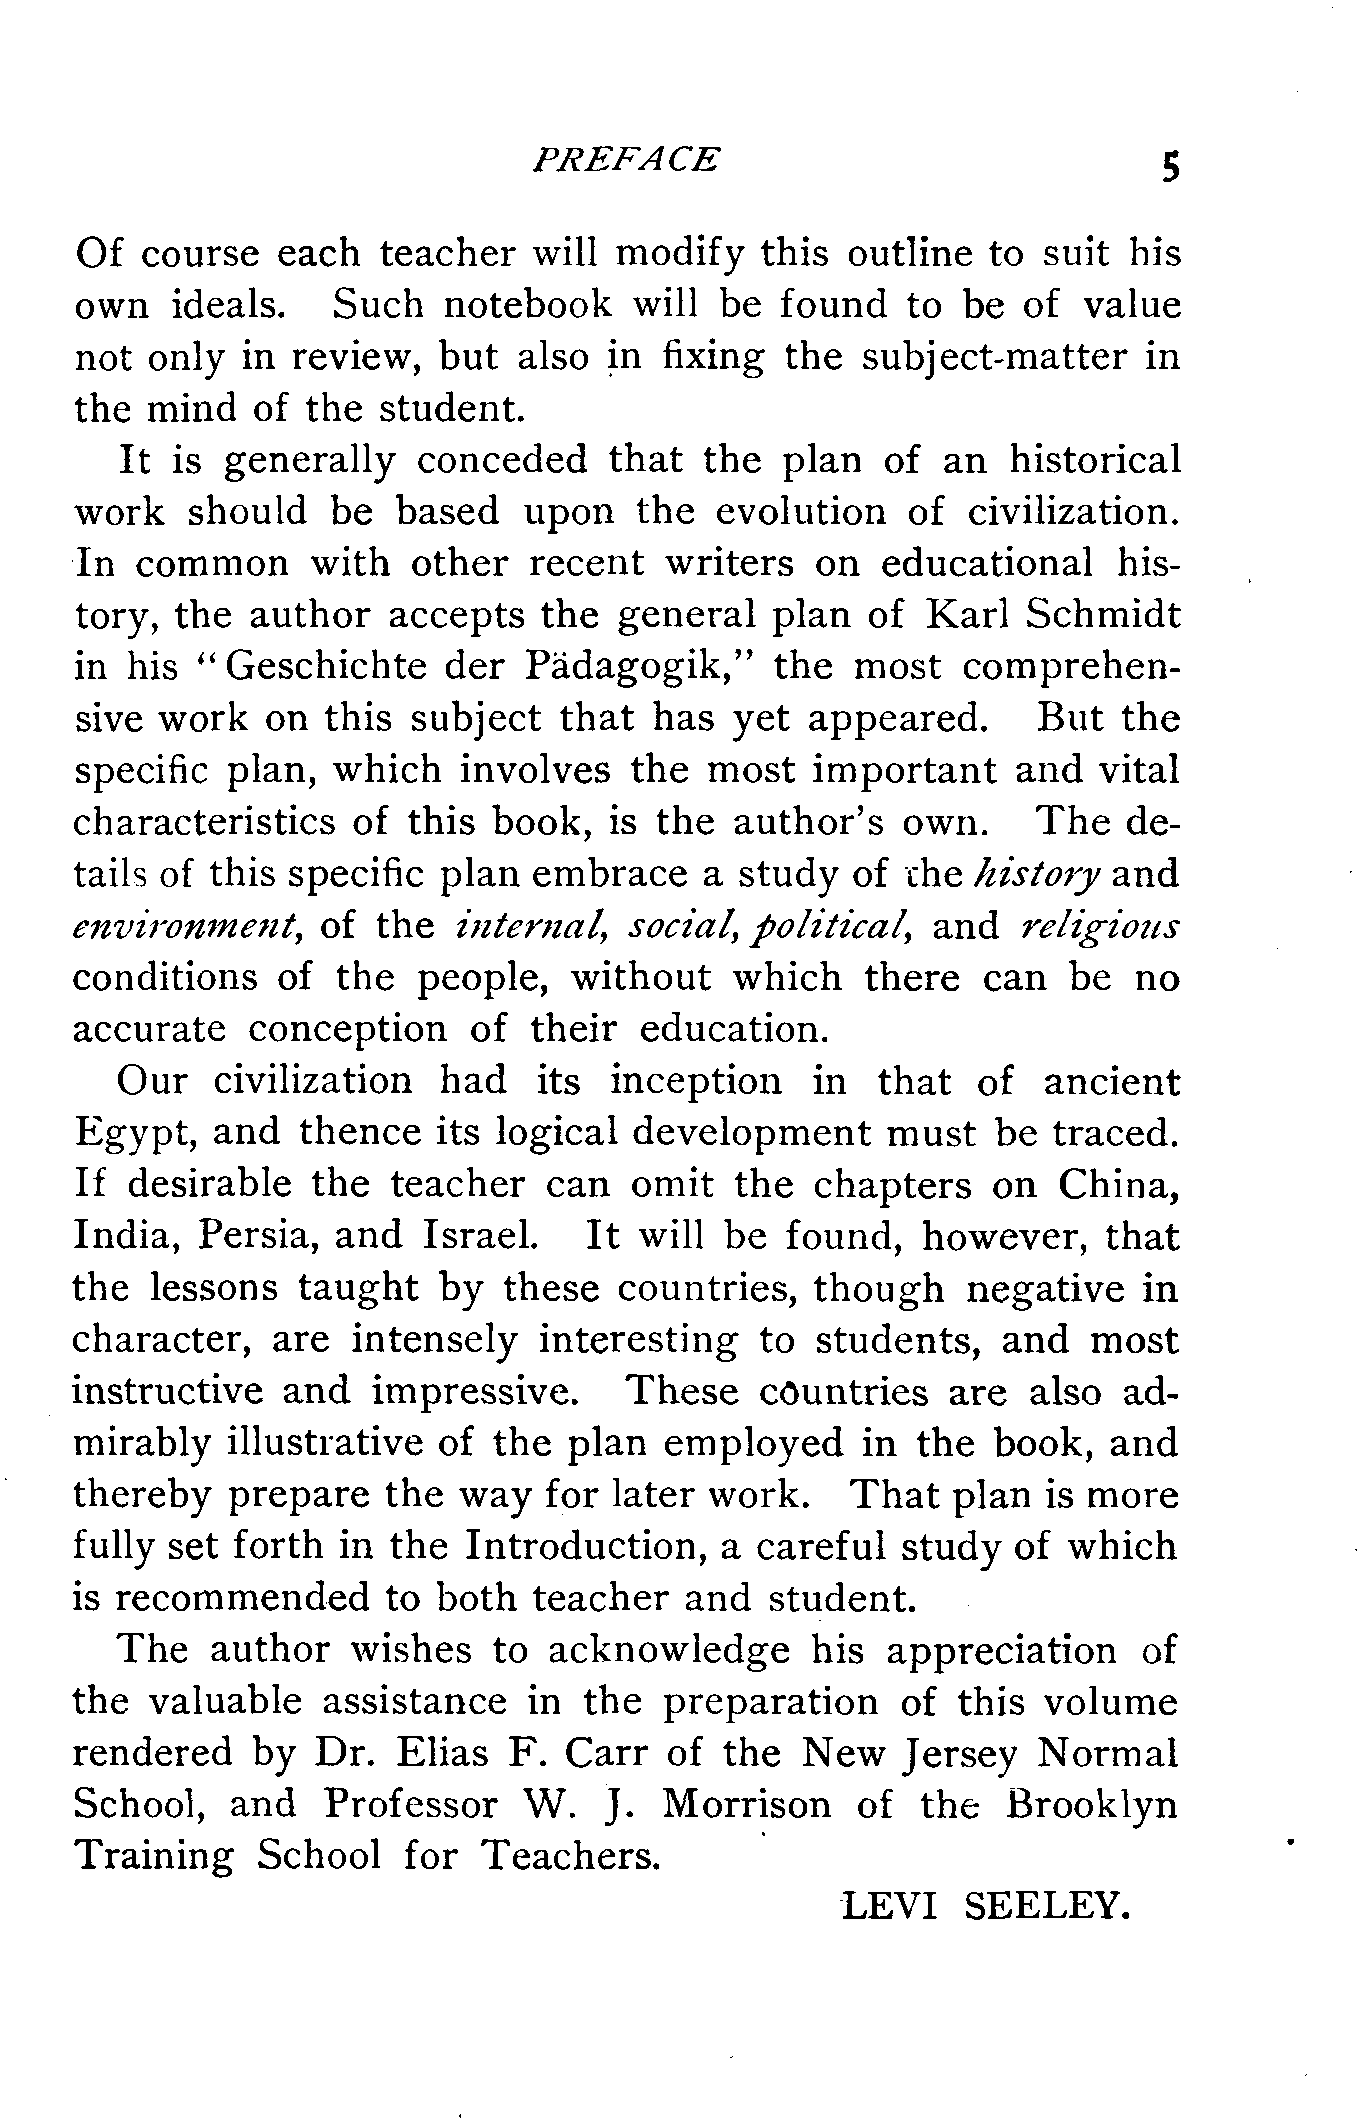 PREFACE 5
Of course each teacher will modify this outline to suit his
own ideals. Such notebook will be found to be of value
not only in review, but also in fixing the subject-matter in
the mind of the student.
It is generally conceded that the plan of an historical
work should be based upon the evolution of civilization.
In common with other recent writers on educational his-
tory, the author accepts the general plan of Karl Schmidt
in his “Geschichte der Pädagogik,” the most comprehen-
sive work on this subject that has yet appeared. But the
specific plan, which involves the most important and vital
characteristics of this book, is the author's own. The de-
tails of this specific plan embrace a study of the history and
environment, of the internal, social, political, and religious
conditions of the people, without which there can be no
accurate conception of their education.
Our civilization had its inception in that of ancient
Egypt, and thence its logical development must be traced.
If desirable the teacher can omit the chapters on China,
India, Persia, and Israel. It will be found, however, that
the lessons taught by these countries, though negative in
character, are intensely interesting to students, and most
instructive and impressive. These countries are also ad-
mirably illustrative of the plan employed in the book, and
thereby prepare the way for later work. That plan is more
fully set forth in the Introduction, a careful study of which
is recommended to both teacher and student.
The author wishes to acknowledge his appreciation of
the valuable assistance in the preparation of this volume
rendered by Dr. Elias F. Carr of the New Jersey Normal
School, and Professor W. J. Morrison of the Brooklyn
Training School for Teachers.
LEVI SEELEY.